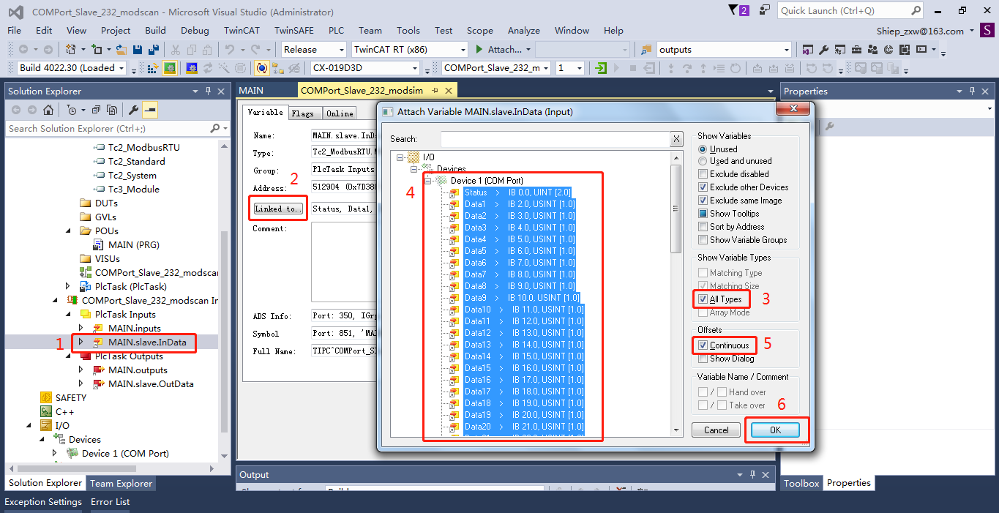 COMPort_Slave_232_modscan - Microsoft Visual Studio (Administrator)
2
Quick Launch (Ctrl+Q)
File Edit View Project Build Debug TwinCAT TwinSAFE PLC Team Tools Test Scope Analyze Window Help
Shiep_zxw@163.com
S
Release TwinCAT RT (x86) Attach... outputs
Build 4022.30 (Loaded CX-019D3D COMPort_Slave_232_m 1
Solution Explorer
Search Solution Explorer (Ctrl+;)
Tc2_ModbusRTU
Tc2_Standard
Tc2_System
Tc3_Module
DUTs
GVLs
POUs
MAIN (PRG)
VISUs
COMPort_Slave_232_modscan
PlcTask (PlcTask)
COMPort_Slave_232_modscan In
PlcTask Inputs
MAIN.inputs
1
MAIN.slave.InData
PlcTask Outputs
MAIN.outputs
MAIN.slave.OutData
SAFETY
C++
I/O
Devices
Device 1 (COM Port)
Solution Explorer Team Explorer
Exception Settings Error List
MAIN COMPort_Slave_232_modsim
Variable Flags Online
Name: MAIN.slave.InDa
Type: Tc2_ModbusRTU.M
Group: PlcTask Inputs
2
Address: 512904 (0x7D388
Linked to... Status, Data1,
Comment:
ADS Info: Port: 350, IGrp
Symbol Port: 851, 'MA
Full Name: TIPC^COMPort_Sl
Output
Attach Variable MAIN.slave.InData (Input)
Search:
I/O
Devices
4
Device 1 (COM Port)
Status > IB 0.0, UINT [2.0]
Data1 > IB 2.0, USINT [1.0]
Data2 > IB 3.0, USINT [1.0]
Data3 > IB 4.0, USINT [1.0]
Data4 > IB 5.0, USINT [1.0]
Data5 > IB 6.0, USINT [1.0]
Data6 > IB 7.0, USINT [1.0]
Data7 > IB 8.0, USINT [1.0]
Data8 > IB 9.0, USINT [1.0]
Data9 > IB 10.0, USINT [1.0]
Data10 > IB 11.0, USINT [1.0]
Data11 > IB 12.0, USINT [1.0]
Data12 > IB 13.0, USINT [1.0]
Data13 > IB 14.0, USINT [1.0]
Data14 > IB 15.0, USINT [1.0]
Data15 > IB 16.0, USINT [1.0]
Data16 > IB 17.0, USINT [1.0]
Data17 > IB 18.0, USINT [1.0]
Data18 > IB 19.0, USINT [1.0]
Data19 > IB 20.0, USINT [1.0]
Data20 > IB 21.0, USINT [1.0]
Show Variables
Unused
Used and unused
Exclude disabled
Exclude other Devices
Exclude same Image
Show Tooltips
Sort by Address
Show Variable Groups
Show Variable Types
Matching Type
Matching Size
All Types
3
Array Mode
Offsets
Continuous
5
Show Dialog
Variable Name / Comment
/ Hand over
/ Take over
6
Cancel OK
Properties
Toolbox Properties